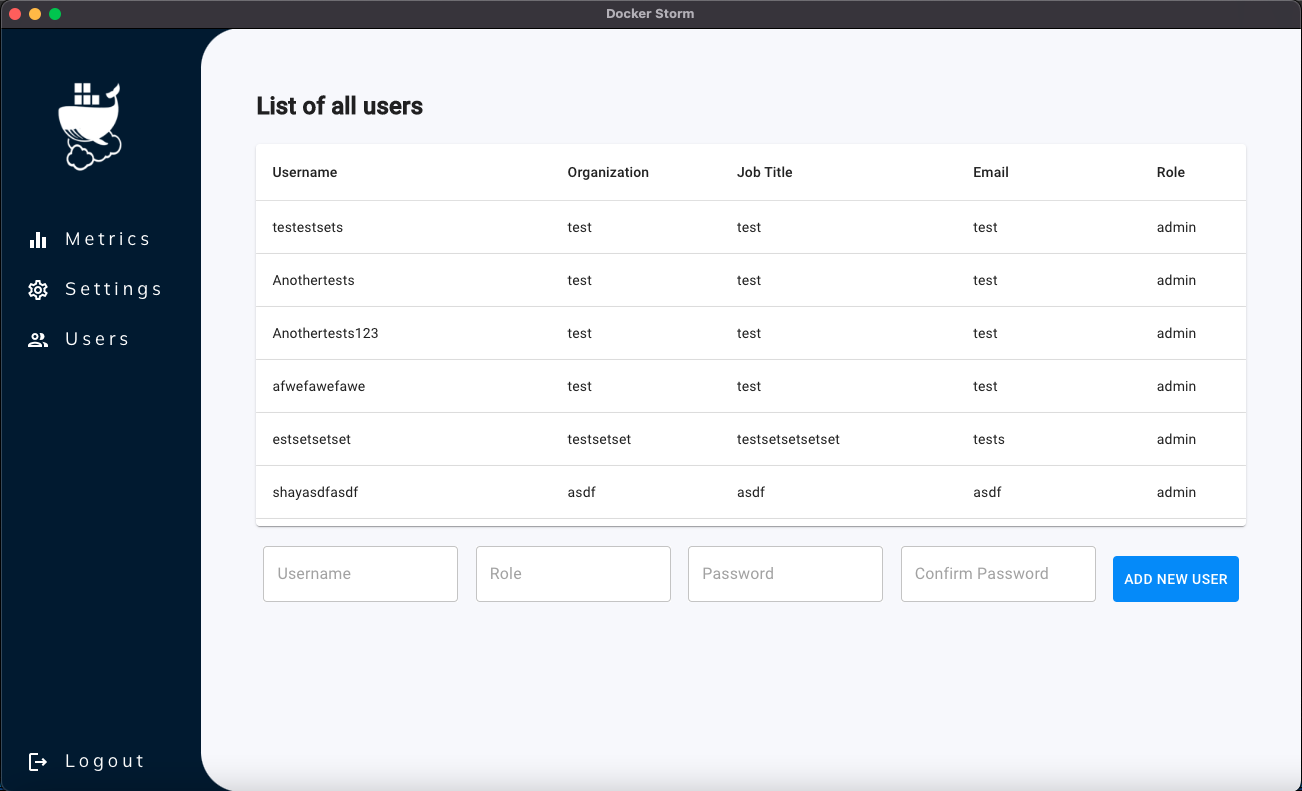 Docker Storm
Metrics
Settings
Users
Logout
List of all users
Username Organization Job Title Email Role
testestsets test test test admin
Anothertests test test test admin
Anothertests123 test test test admin
afwefawefawe test test test admin
estsetsetset testsetset testsetsetsetset tests admin
shayasdfasdf asdf asdf asdf admin
Username Role Password Confirm Password ADD NEW USER